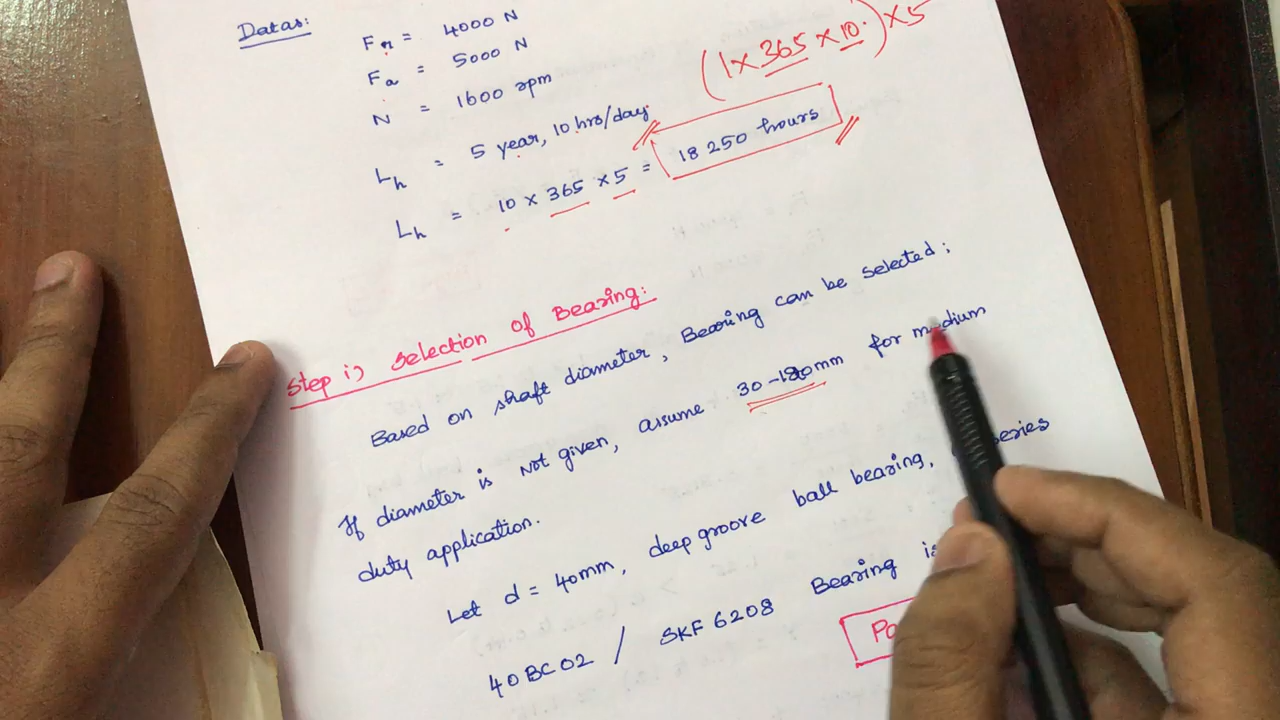 Datas:
Fr = 4000 N
Fa = 5000 N
N = 1600 rpm
(1 × 365 × 10) × 5
Lh = 5 year, 10 hrs/day.
Lh = 10 × 365 × 5 = 18 250 hours
Step i) Selection of Bearing:
Based on shaft diameter, Bearing can be selected;
If diameter is not given, assume 30 - mm for medium
duty application.
Let d = 40mm, deep groove ball bearing, series
40BC02 / SKF 6208 Bearing